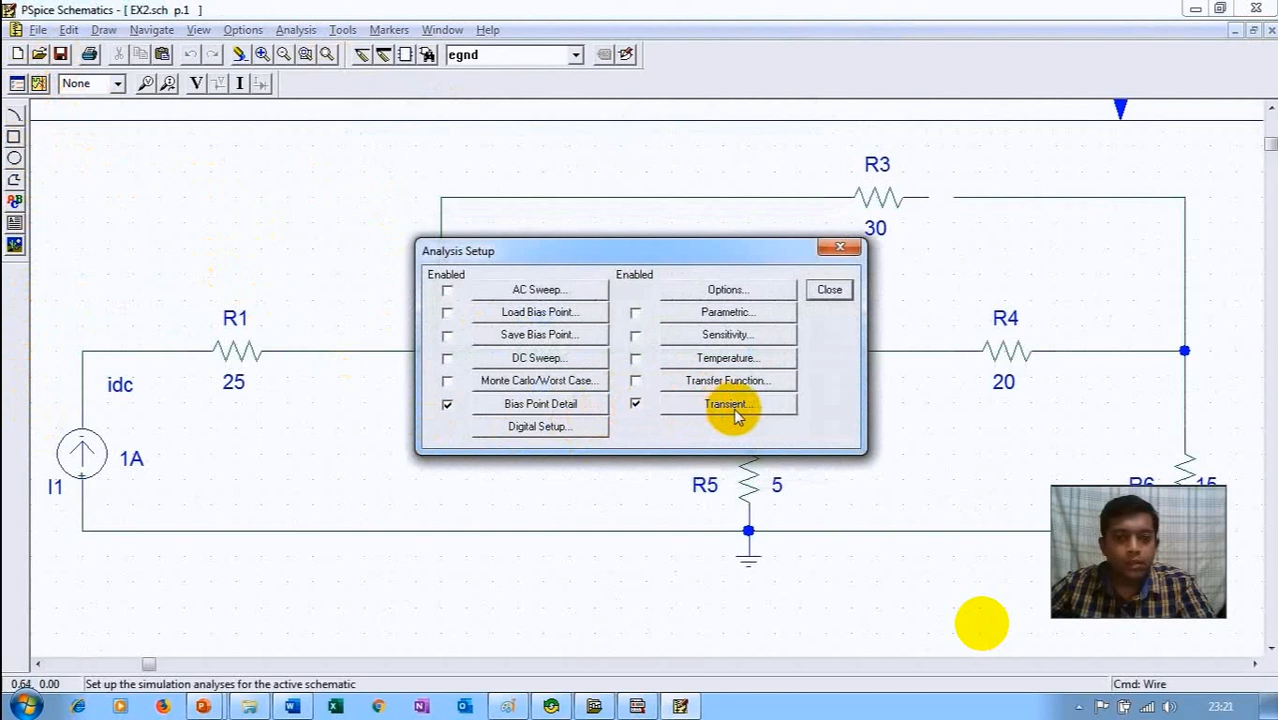 PSpice Schematics - [ EX2.sch p.1 ]
File Edit Draw Navigate View Options Analysis Tools Markers Window Help
egnd
None V I
R3
30
Analysis Setup
Enabled Enabled
AC Sweep... Options... Close
Load Bias Point... Parametric...
Save Bias Point... Sensitivity...
DC Sweep... Temperature...
Monte Carlo/Worst Case... Transfer Function...
Bias Point Detail Transient...
Digital Setup...
R1
25
R4
20
idc
1A
I1
R5 5
R6 15
0.64, 0.00 Set up the simulation analyses for the active schematic Cmd: Wire
23:21